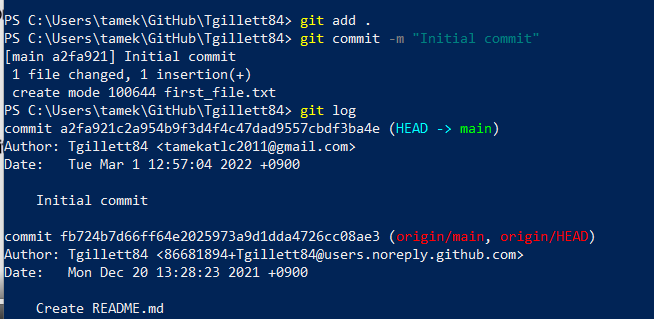 PS C:\Users\tamek\GitHub\Tgillett84> git add .
PS C:\Users\tamek\GitHub\Tgillett84> git commit -m "Initial commit"
[main a2fa921] Initial commit
 1 file changed, 1 insertion(+)
 create mode 100644 first_file.txt
PS C:\Users\tamek\GitHub\Tgillett84> git log
commit a2fa921c2a954b9f3d4f4c47dad9557cbdf3ba4e (HEAD -> main)
Author: Tgillett84 <tamekatlc2011@gmail.com>
Date:   Tue Mar 1 12:57:04 2022 +0900
    Initial commit
commit fb724b7d66ff64e2025973a9d1dda4726cc08ae3 (origin/main, origin/HEAD)
Author: Tgillett84 <86681894+Tgillett84@users.noreply.github.com>
Date:   Mon Dec 20 13:28:23 2021 +0900
    Create README.md